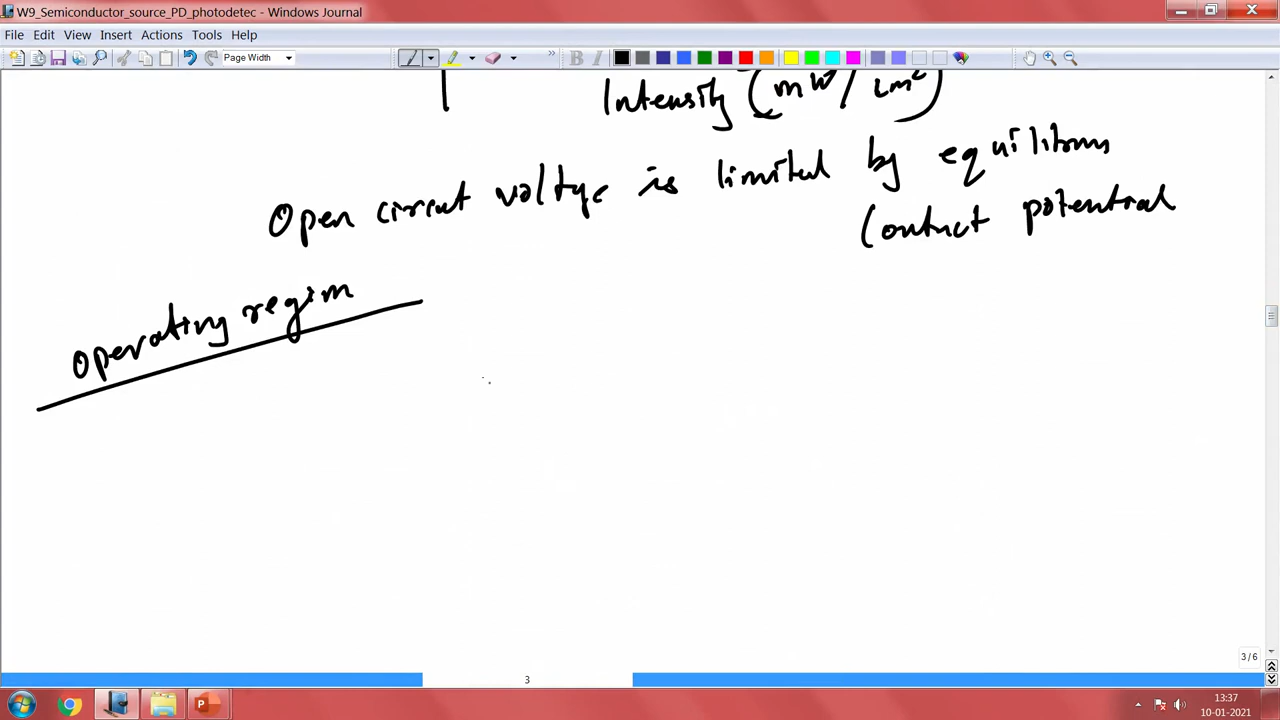 W9_Semiconductor_source_PD_photodetec - Windows Journal
File Edit View Insert Actions Tools Help
Page Width
Intensity (mW/cm²)
Open circuit voltage is limited by equilibrium
Contact potential
Operating regim
3/6
3
13:37
10-01-2021